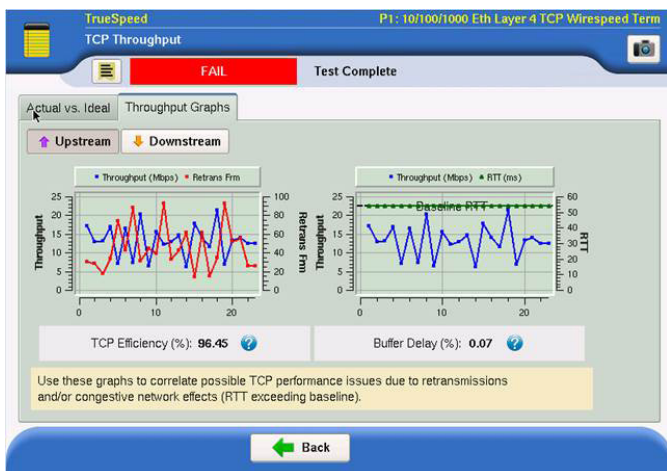 TrueSpeed
P1: 10/100/1000 Eth Layer 4 TCP Wirespeed Term
TCP Throughput
FAIL
Test Complete
Actual vs. Ideal
Throughput Graphs
Upstream
Downstream
Throughput (Mbps) Retrans Frm
25
20
15
10
5
0
Throughput
100
80
60
40
20
0
Retrans Frm
0 10 20
Throughput (Mbps) RTT (ms)
Baseline RTT
25
20
15
10
5
0
Throughput
60
50
40
30
20
10
0
RTT
0 10 20
TCP Efficiency (%): 96.45 ?
Buffer Delay (%): 0.07 ?
Use these graphs to correlate possible TCP performance issues due to retransmissions
and/or congestive network effects (RTT exceeding baseline).
Back